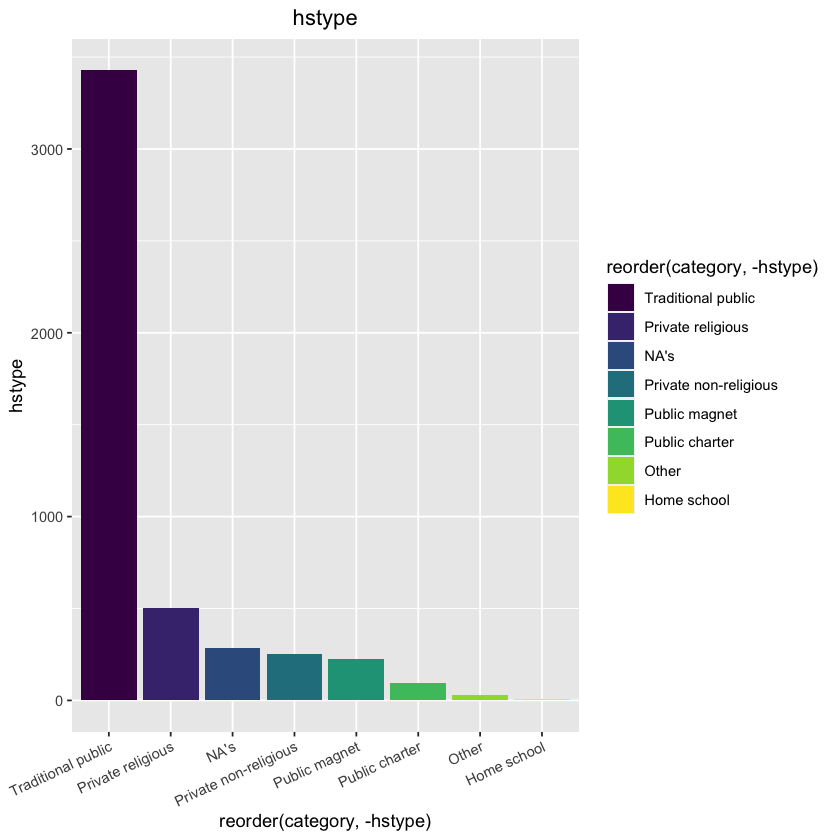 hstype
3000
2000
1000
0
hstype
Traditional public
Private religious
NA's
Private non-religious
Public magnet
Public charter
Other
Home school
reorder(category, -hstype)
reorder(category, -hstype)
Traditional public
Private religious
NA's
Private non-religious
Public magnet
Public charter
Other
Home school